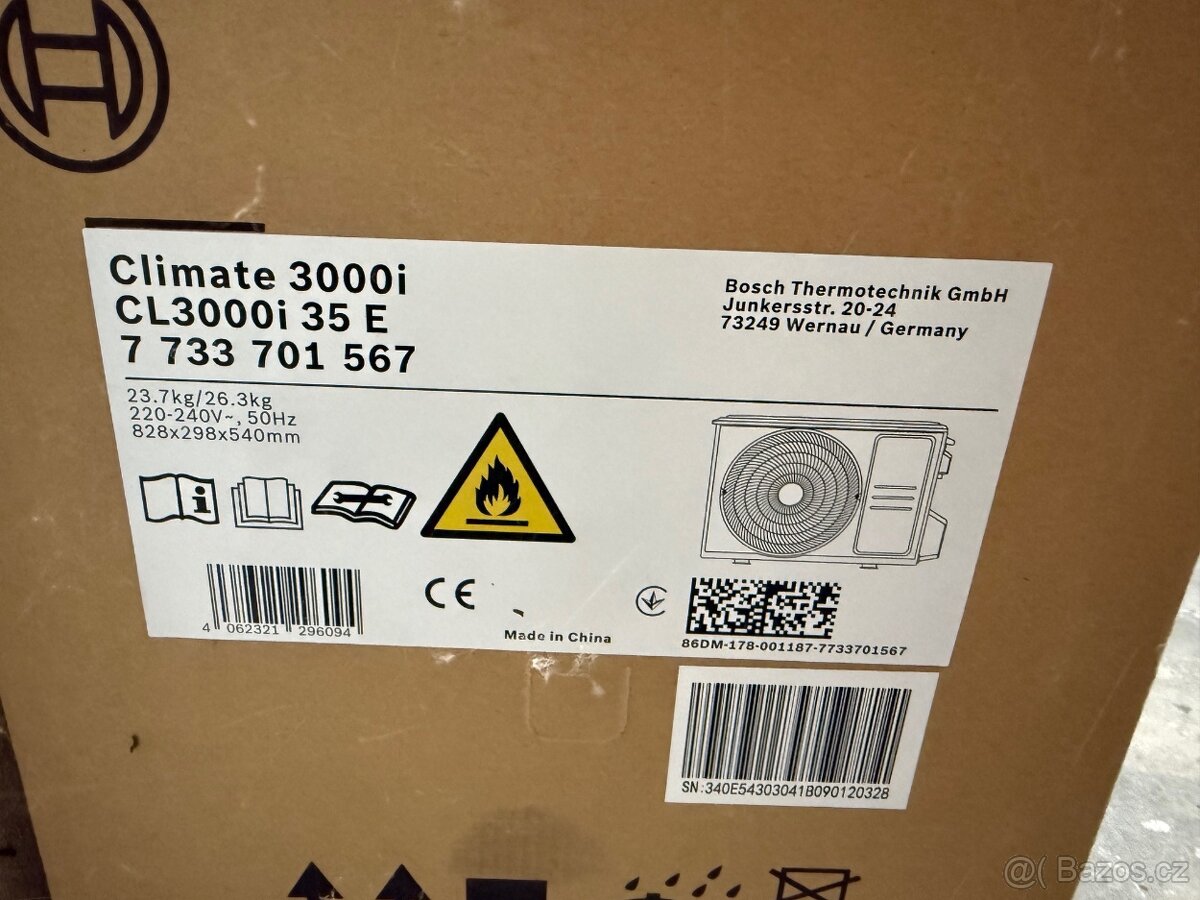 Climate 3000i
CL3000i 35 E
7 733 701 567
Bosch Thermotechnik GmbH
Junkersstr. 20-24
73249 Wernau / Germany
23.7kg/26.3kg
220-240V~, 50Hz
828x298x540mm
4 062321 296094
CE
Made in China
86DM-178-001187-7733701567
SN:340E54303041B090120328
@( Bazos.cz